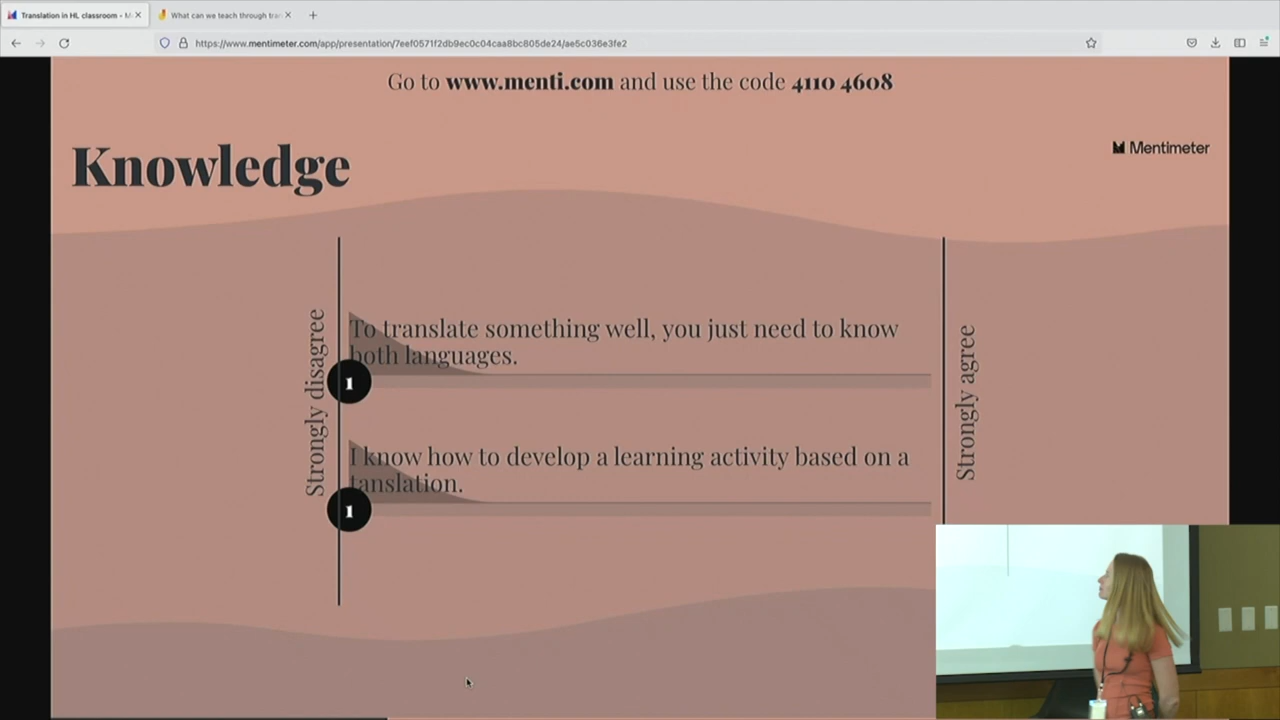 Translation in HL classroom - M
What can we teach through tran
https://www.mentimeter.com/app/presentation/7eef0571f2db9ec0c04caa8bc805de24/ae5c036e3fe2
Go to www.menti.com and use the code 4110 4608
Knowledge
Mentimeter
Strongly disagree
To translate something well, you just need to know
both languages.
1
I know how to develop a learning activity based on a
tanslation.
1
Strongly agree